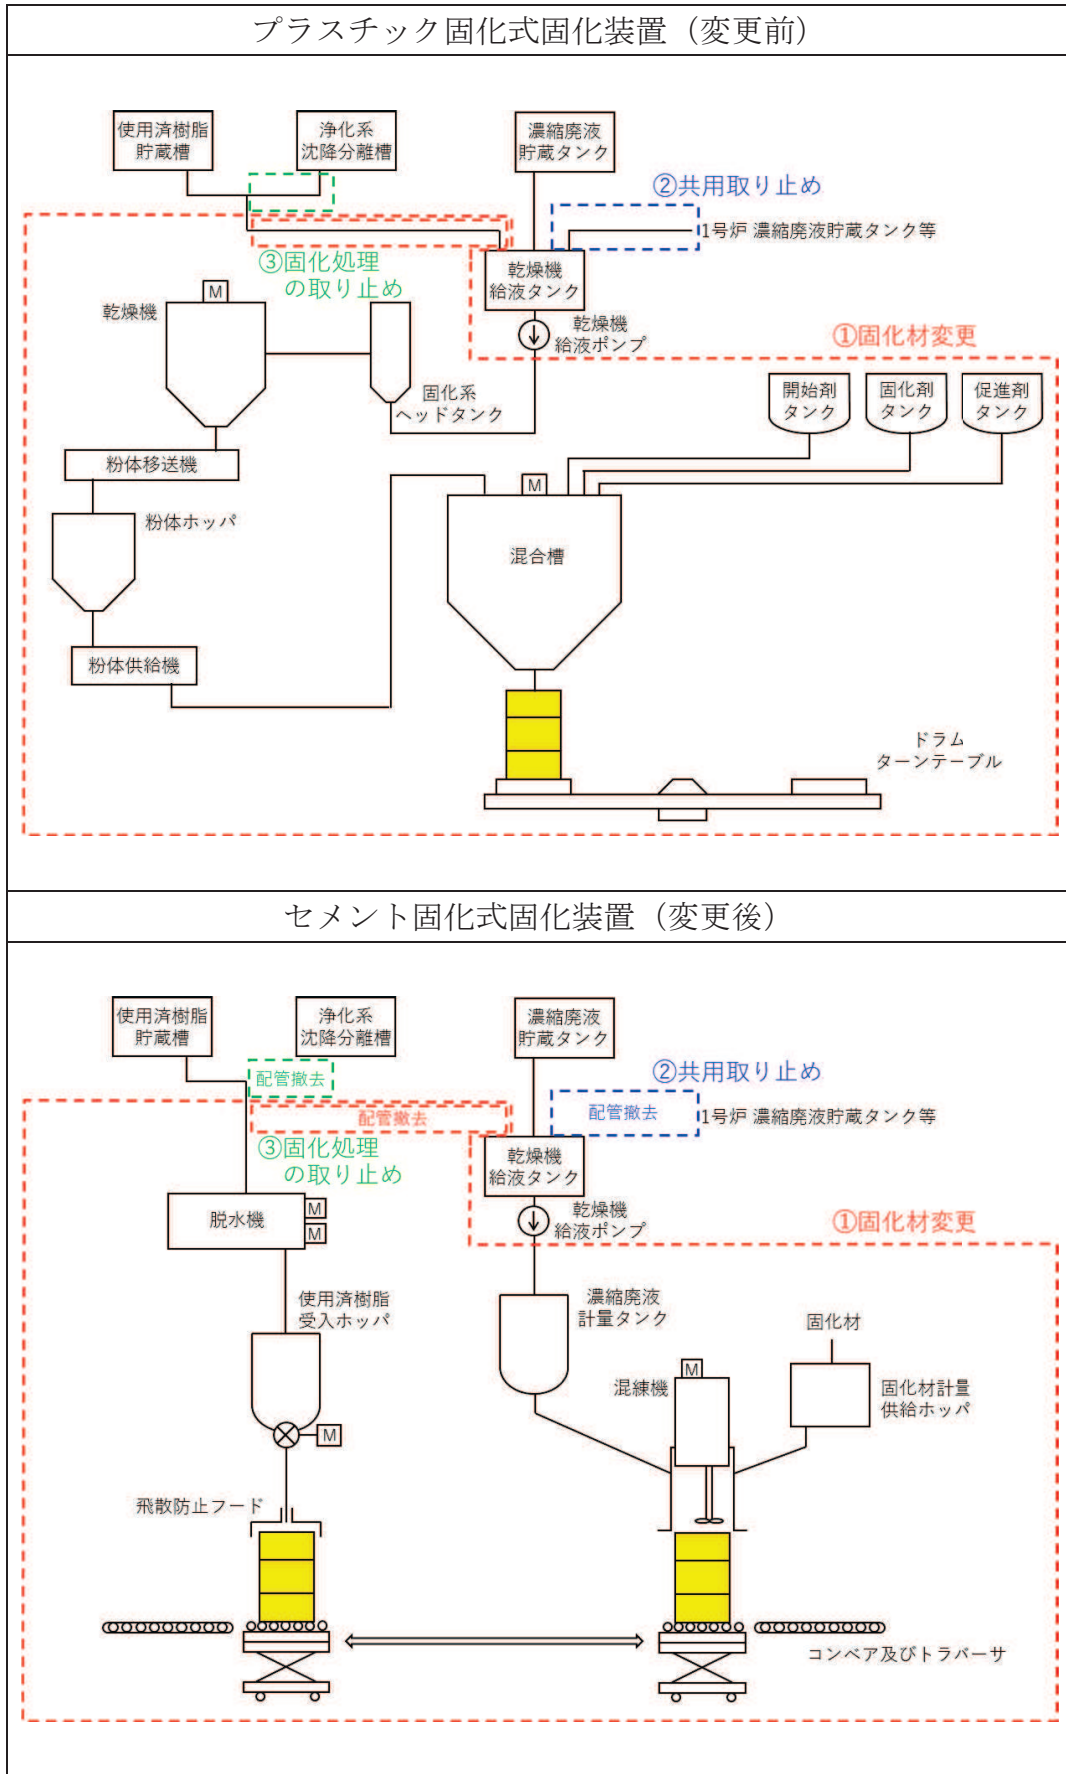 プラスチック固化式固化装置（変更前）
使用済樹脂
貯蔵槽
浄化系
沈降分離槽
濃縮廃液
貯蔵タンク
②共用取り止め
1号炉 濃縮廃液貯蔵タンク等
③固化処理
の取り止め
乾燥機
給液タンク
M
乾燥機
乾燥機
給液ポンプ
①固化材変更
固化系
ヘッドタンク
開始剤
タンク
固化剤
タンク
促進剤
タンク
粉体移送機
M
粉体ホッパ
混合槽
粉体供給機
ドラム
ターンテーブル
セメント固化式固化装置（変更後）
使用済樹脂
貯蔵槽
浄化系
沈降分離槽
濃縮廃液
貯蔵タンク
②共用取り止め
配管撤去
配管撤去
配管撤去
1号炉 濃縮廃液貯蔵タンク等
③固化処理
の取り止め
乾燥機
給液タンク
脱水機
M
M
乾燥機
給液ポンプ
①固化材変更
使用済樹脂
受入ホッパ
濃縮廃液
計量タンク
固化材
M
混練機
固化材計量
供給ホッパ
M
飛散防止フード
コンベア及びトラバーサ